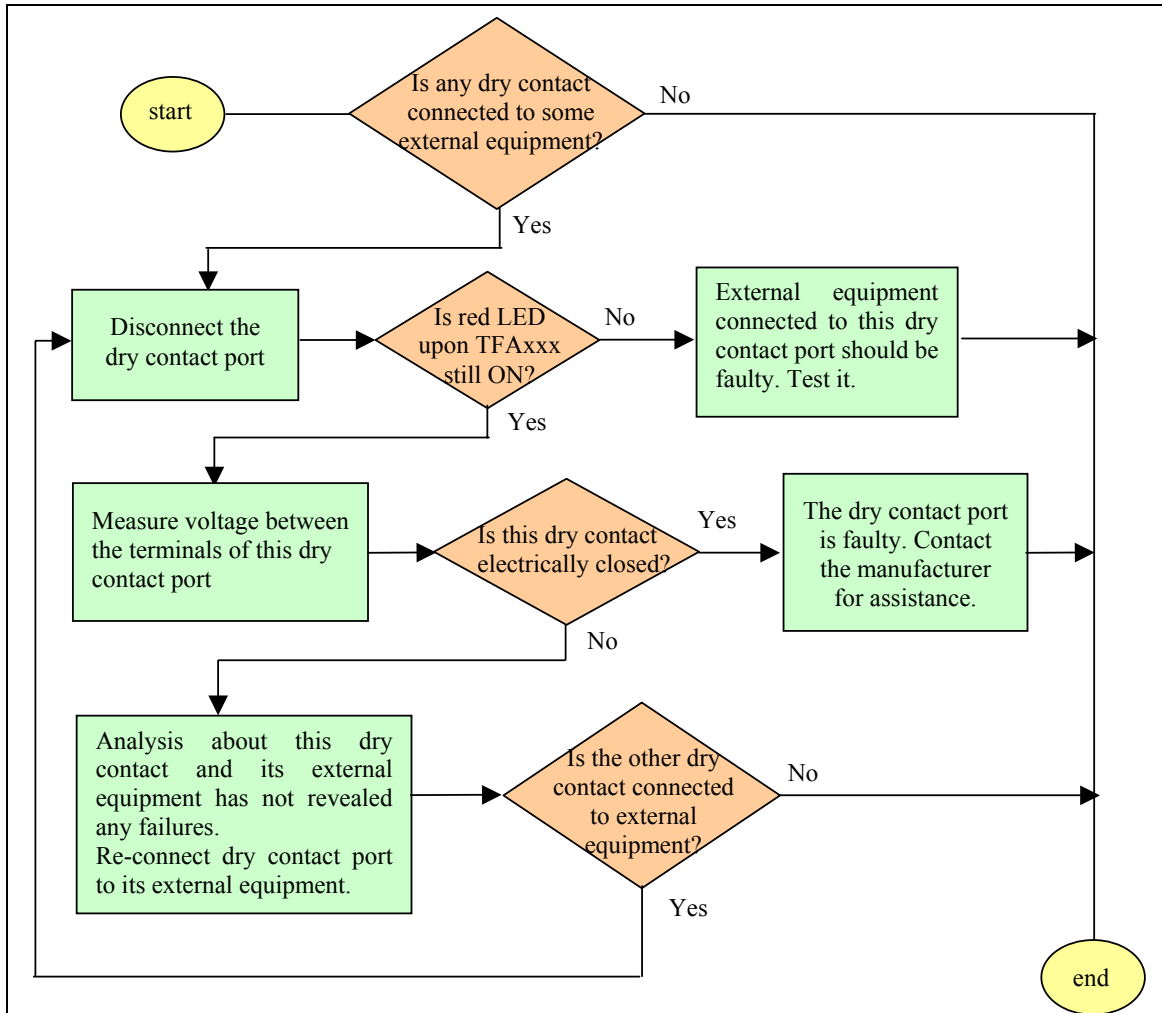 start
Is any dry contact
connected to some
external equipment?
No
Yes
Disconnect the
dry contact port
Is red LED
upon TFAxxx
still ON?
No
External equipment
connected to this dry
contact port should be
faulty. Test it.
Yes
Measure voltage between
the terminals of this dry
contact port
Is this dry contact
electrically closed?
Yes
The dry contact port
is faulty. Contact
the manufacturer
for assistance.
No
Analysis about this dry
contact and its external
equipment has not revealed
any failures.
Re-connect dry contact port
to its external equipment.
Is the other dry
contact connected
to external
equipment?
No
Yes
end